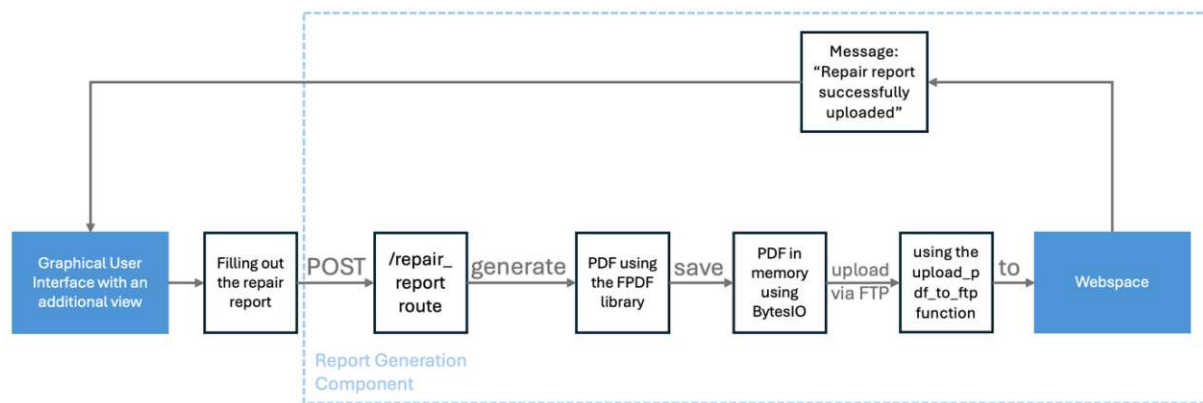 Message:
“Repair report
successfully
uploaded”
Graphical User
Interface with an
additional view
Filling out
the repair
report
POST
/repair_
report
route
generate
PDF using
the FPDF
library
save
PDF in
memory
using
BytesIO
upload
via FTP
using the
upload_p
df_to_ftp
function
to
Webspace
Report Generation
Component